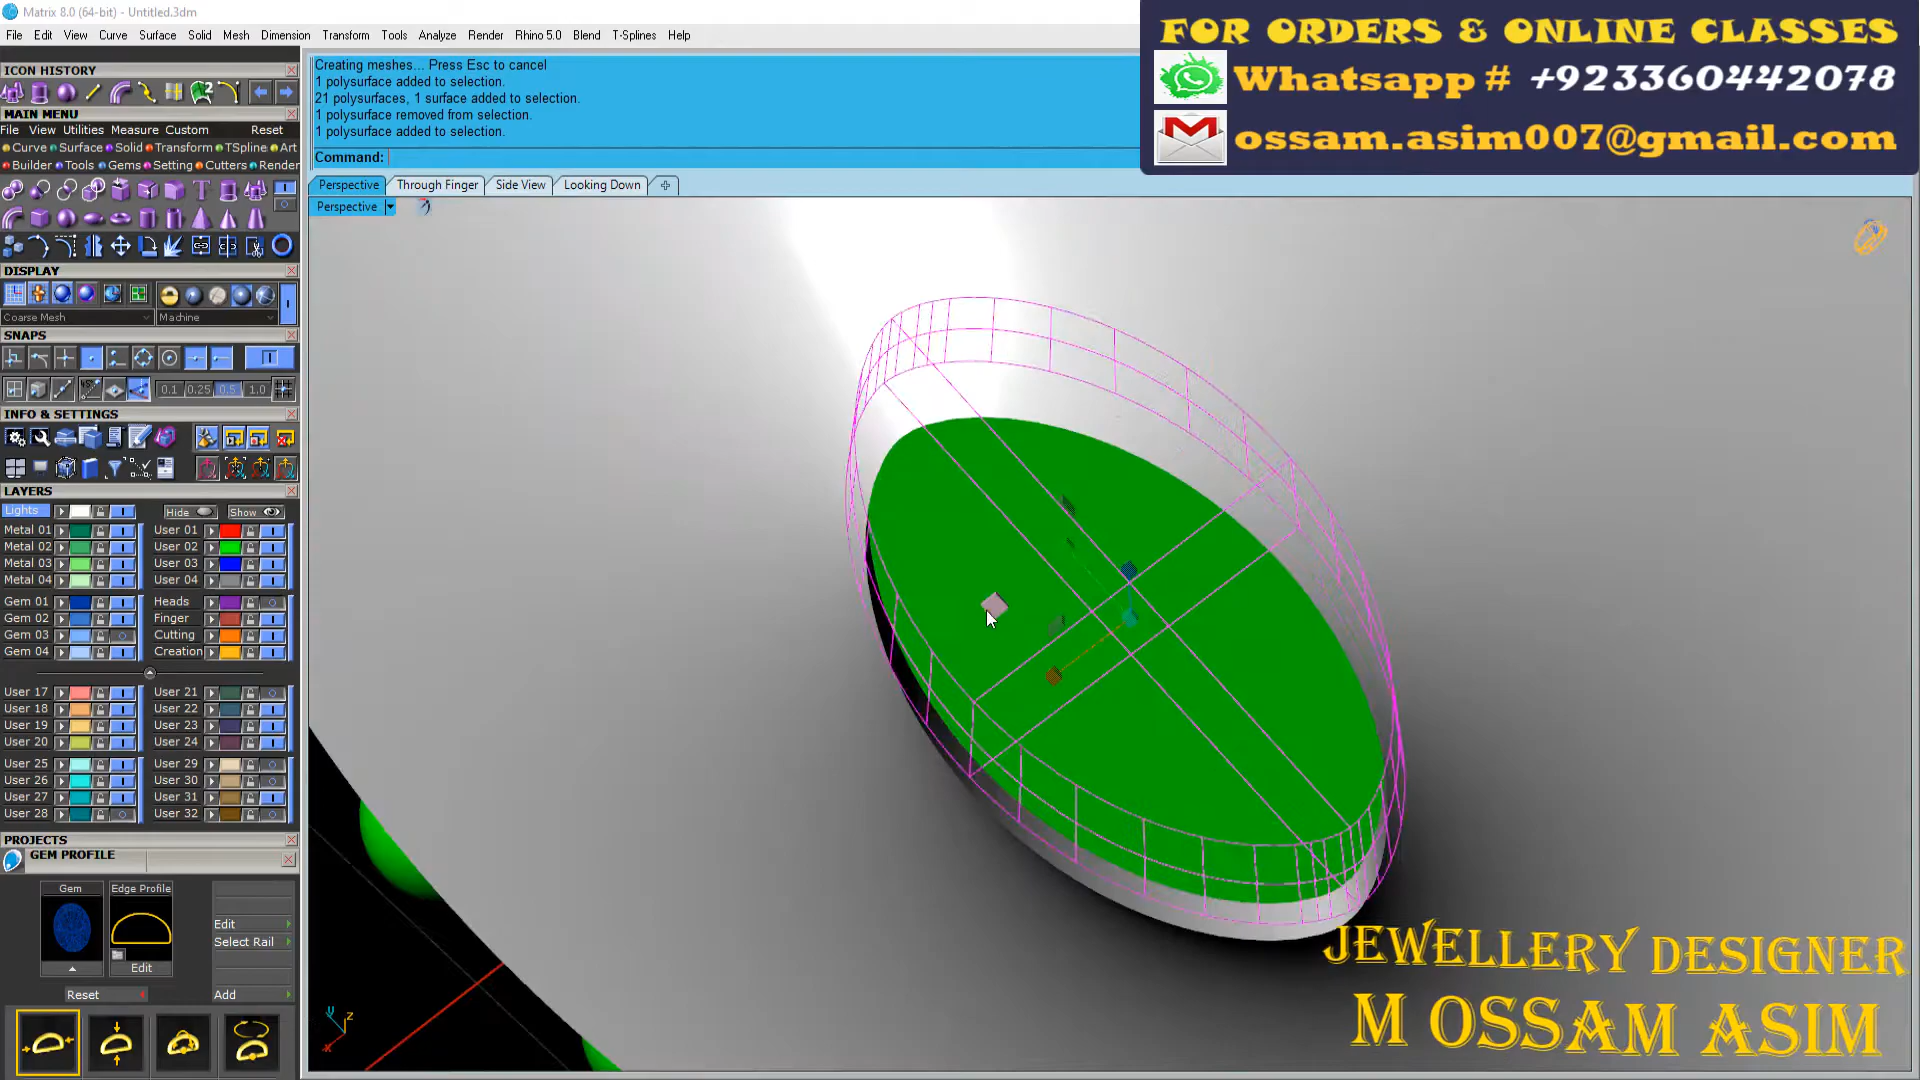 Matrix 8.0 (64-bit) - Untitled.3dm
File Edit View Curve Surface Solid Mesh Dimension Transform Tools Analyze Render Rhino 5.0 Blend T-Splines Help
FOR ORDERS & ONLINE CLASSES
Whatsapp # +923360442078
ossam.asim007@gmail.com
Creating meshes... Press Esc to cancel
1 polysurface added to selection.
21 polysurfaces, 1 surface added to selection.
1 polysurface removed from selection.
1 polysurface added to selection.
Command:
Perspective Through Finger Side View Looking Down
Perspective
ICON HISTORY
MAIN MENU
File View Utilities Measure Custom Reset
Curve Surface Solid Transform TSpline Art
Builder Tools Gems Setting Cutters Render
DISPLAY
Coarse Mesh Machine
SNAPS
0.1 0.25 0.5 1.0
INFO & SETTINGS
LAYERS
Lights Hide Show
Metal 01 User 01
Metal 02 User 02
Metal 03 User 03
Metal 04 User 04
Gem 01 Heads
Gem 02 Finger
Gem 03 Cutting
Gem 04 Creation
User 17 User 21
User 18 User 22
User 19 User 23
User 20 User 24
User 25 User 29
User 26 User 30
User 27 User 31
User 28 User 32
PROJECTS
GEM PROFILE
Gem Edge Profile
Edit
Select Rail
Edit
Reset Add
y z x
JEWELLERY DESIGNER
M OSSAM ASIM